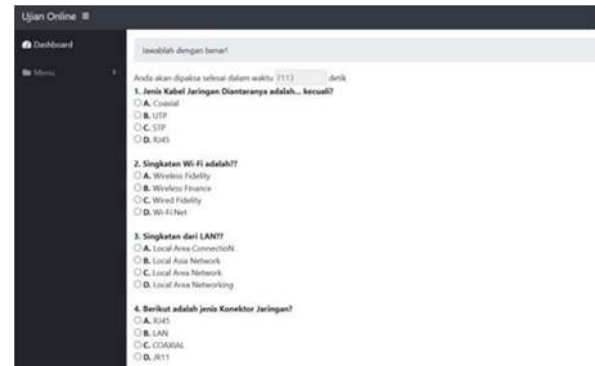 Ujian Online
Dashboard
Menu
Jawablah dengan benar!
Anda akan dipaksa selesai dalam waktu 7113 detik
1. Jenis Kabel Jaringan Diantaranya adalah... kecuali?
A. Coaxial
B. UTP
C. STP
D. RJ45
2. Singkatan Wi-Fi adalah??
A. Wireless Fidelity
B. Wireless Finance
C. Wired Fidelity
D. Wi-Fi Net
3. Singkatan dari LAN??
A. Local Area ConnectioN
B. Local Asia Network
C. Local Area Network
D. Local Area Networking
4. Berikut adalah jenis Konektor Jaringan?
A. RJ45
B. LAN
C. COAXIAL
D. JR11